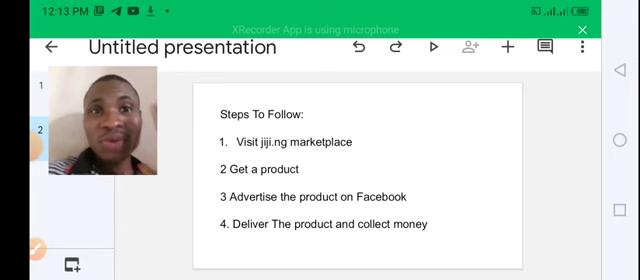 12:13 PM
XRecorder App is using microphone
Untitled presentation
1
2
Steps To Follow:
1. Visit jiji.ng marketplace
2 Get a product
3 Advertise the product on Facebook
4. Deliver The product and collect money